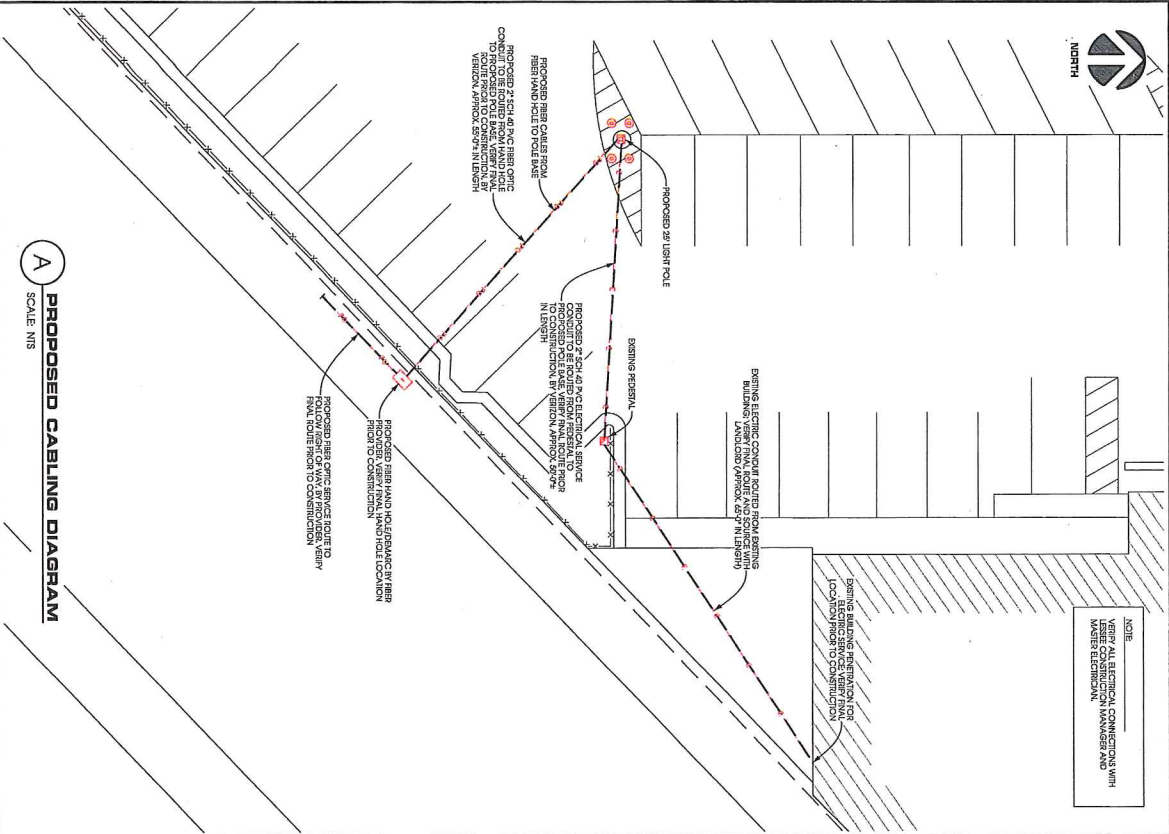 NORTH
NOTE:
VERIFY ALL ELECTRICAL CONNECTIONS WITH
LESSEE CONSTRUCTION MANAGER AND
MASTER ELECTRICIAN.
EXISTING BUILDING PENETRATION FOR
ELECTRIC SERVICE; VERIFY FINAL
LOCATION PRIOR TO CONSTRUCTION
EXISTING ELECTRIC CONDUIT ROUTED FROM EXISTING
BUILDING; VERIFY FINAL ROUTE AND SOURCE WITH
LANDLORD (APPROX. 65'-0" IN LENGTH)
PROPOSED 25' LIGHT POLE
EXISTING PEDESTAL
PROPOSED 2" SCH 40 PVC ELECTRICAL SERVICE
CONDUIT TO BE ROUTED FROM PEDESTAL TO
PROPOSED POLE BASE, VERIFY FINAL ROUTE PRIOR
TO CONSTRUCTION, BY VERIZON, APPROX. 50'-0"±
IN LENGTH
PROPOSED FIBER CABLES FROM
FIBER HAND HOLE TO POLE BASE
PROPOSED 2" SCH 40 PVC FIBER OPTIC
CONDUIT TO BE ROUTED FROM HAND HOLE
TO PROPOSED POLE BASE, VERIFY FINAL
ROUTE PRIOR TO CONSTRUCTION, BY
VERIZON, APPROX. 55'-0"± IN LENGTH
PROPOSED FIBER HAND HOLE/DEMARC BY FIBER
PROVIDER, VERIFY FINAL HAND HOLE LOCATION
PRIOR TO CONSTRUCTION
PROPOSED FIBER OPTIC SERVICE ROUTE TO
FOLLOW RIGHT OF WAY, BY PROVIDER, VERIFY
FINAL ROUTE PRIOR TO CONSTRUCTION
A
PROPOSED CABLING DIAGRAM
SCALE: NTS